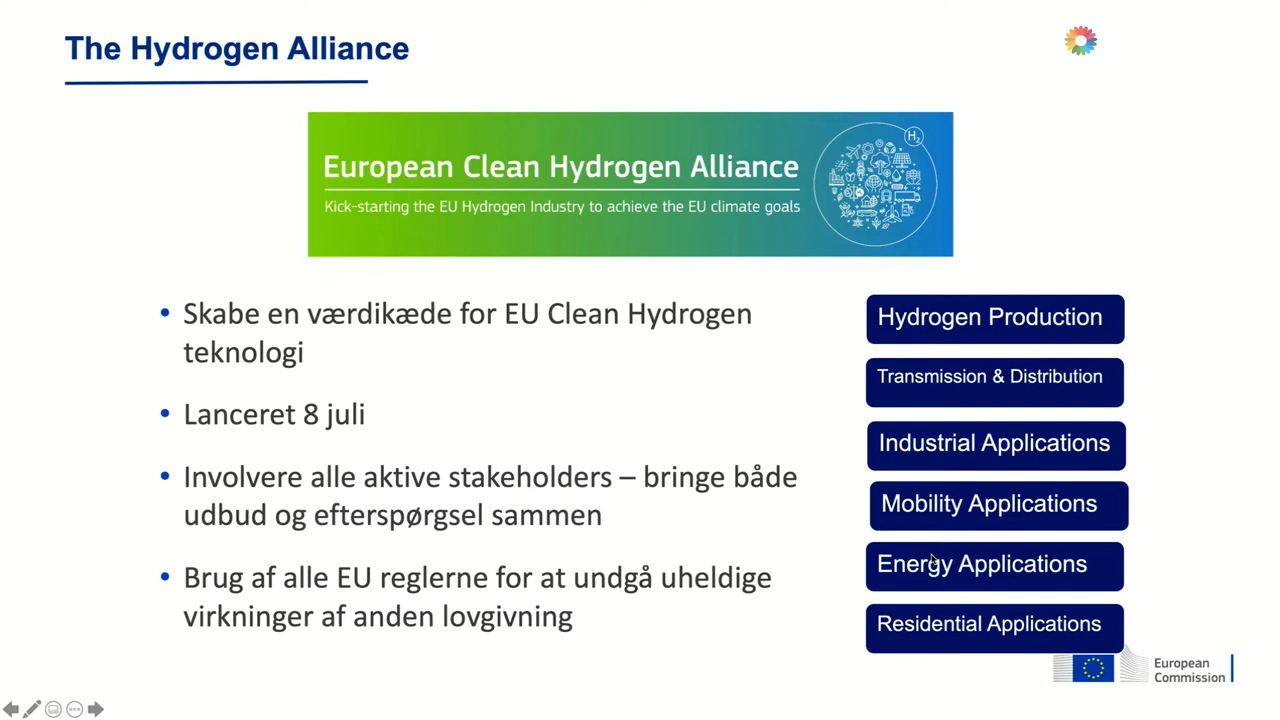 The Hydrogen Alliance
European Clean Hydrogen Alliance
Kick-starting the EU Hydrogen Industry to achieve the EU climate goals
H2
• Skabe en værdikæde for EU Clean Hydrogen
teknologi
• Lanceret 8 juli
• Involvere alle aktive stakeholders – bringe både
udbud og efterspørgsel sammen
• Brug af alle EU reglerne for at undgå uheldige
virkninger af anden lovgivning
Hydrogen Production
Transmission & Distribution
Industrial Applications
Mobility Applications
Energy Applications
Residential Applications
European
Commission